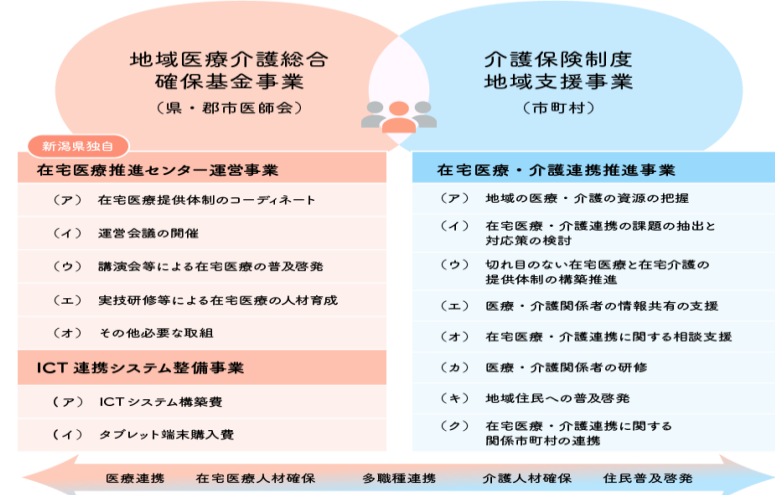 地域医療介護総合
確保基金事業
（県・郡市医師会）
介護保険制度
地域支援事業
（市町村）
新潟県独自
在宅医療推進センター運営事業
（ア） 在宅医療提供体制のコーディネート
（イ） 運営会議の開催
（ウ） 講演会等による在宅医療の普及啓発
（エ） 実技研修等による在宅医療の人材育成
（オ） その他必要な取組
ICT 連携システム整備事業
（ア） ICTシステム構築費
（イ） タブレット端末購入費
在宅医療・介護連携推進事業
（ア） 地域の医療・介護の資源の把握
（イ） 在宅医療・介護連携の課題の抽出と
対応策の検討
（ウ） 切れ目のない在宅医療と在宅介護の
提供体制の構築推進
（エ） 医療・介護関係者の情報共有の支援
（オ） 在宅医療・介護連携に関する相談支援
（カ） 医療・介護関係者の研修
（キ） 地域住民への普及啓発
（ク） 在宅医療・介護連携に関する
関係市町村の連携
医療連携 在宅医療人材確保 多職種連携 介護人材確保 住民普及啓発